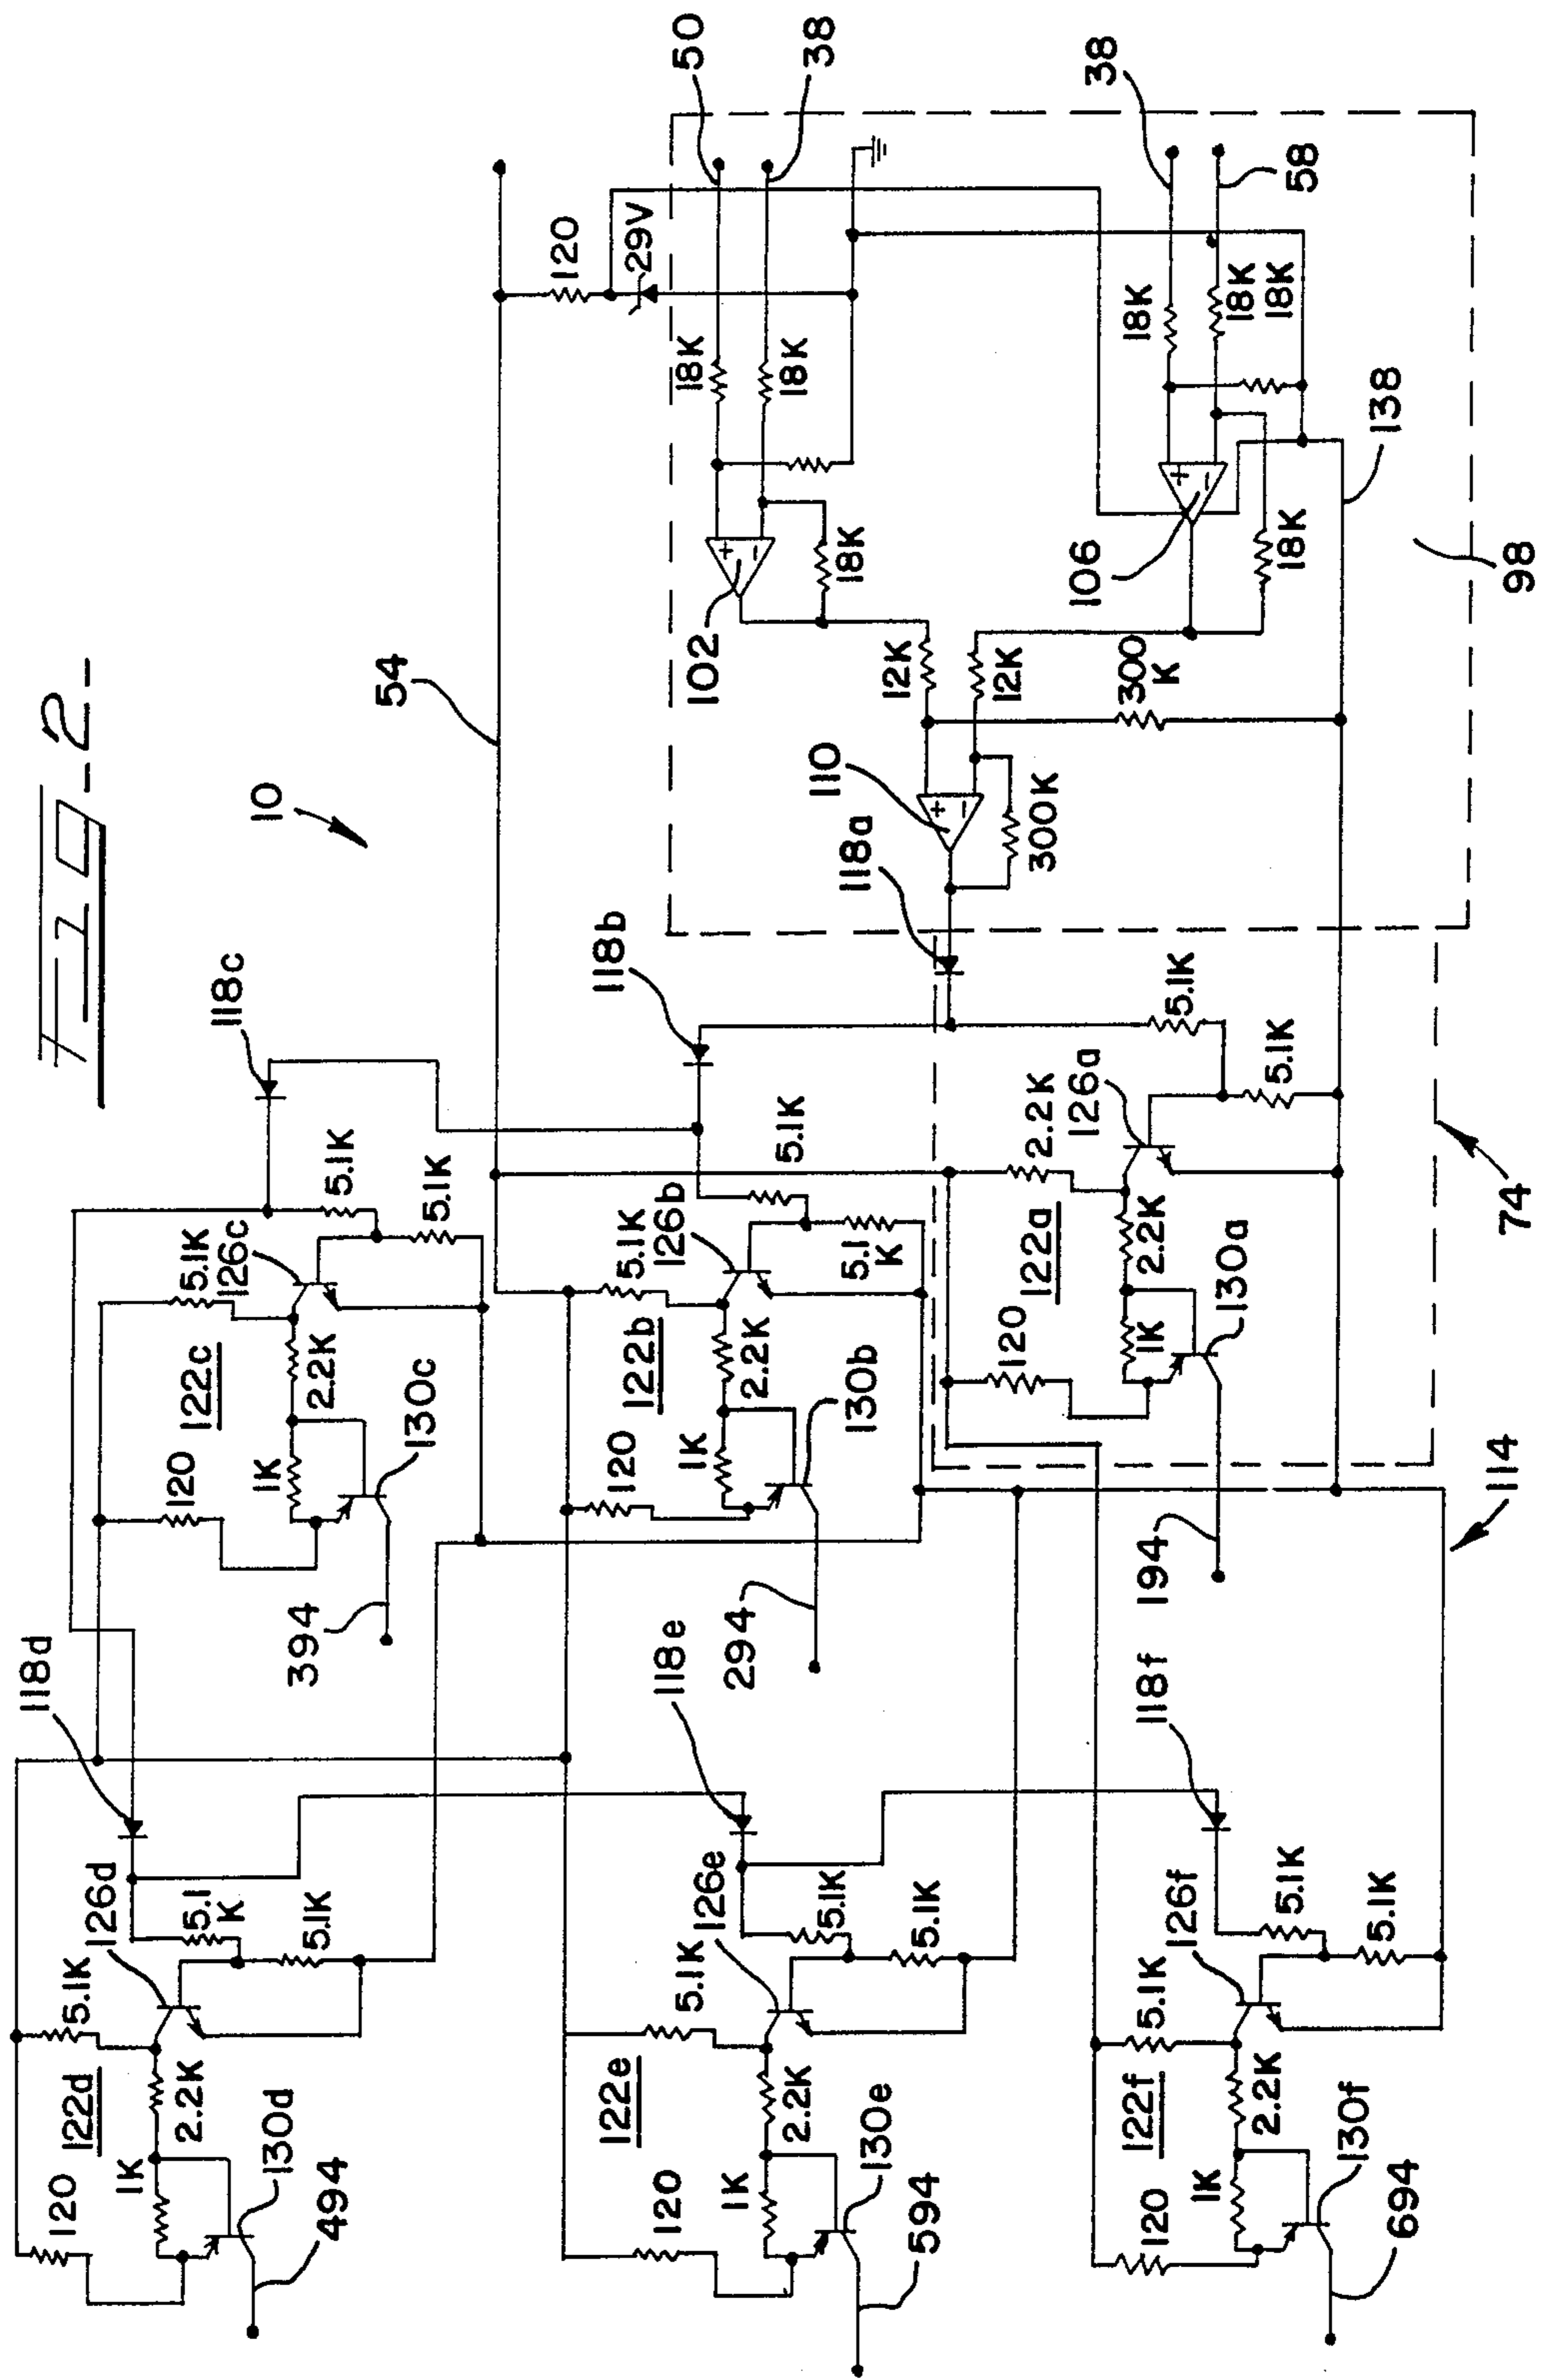 FIG-2-
10
54
50
38
120
29V
18K
18K
18K
102
38
58
18K
18K
18K
18K
106
138
98
12K
12K
300
K
110
300K
118a
118b
118c
5.1K
5.1K
2.2K
126a
122a
2.2K
120
1K
130a
74
194
114
5.1K
5.1
K
5.1K
126b
122b
2.2K
120
1K
130b
294
5.1K
5.1K
5.1K
126c
122c
2.2K
120
1K
130c
394
118d
5.1
K
5.1K
126d
5.1K
122d
2.2K
120
1K
130d
494
118e
5.1K
5.1K
126e
5.1K
122e
2.2K
120
1K
130e
594
118f
5.1K
5.1K
126f
5.1K
122f
2.2K
120
1K
130f
694